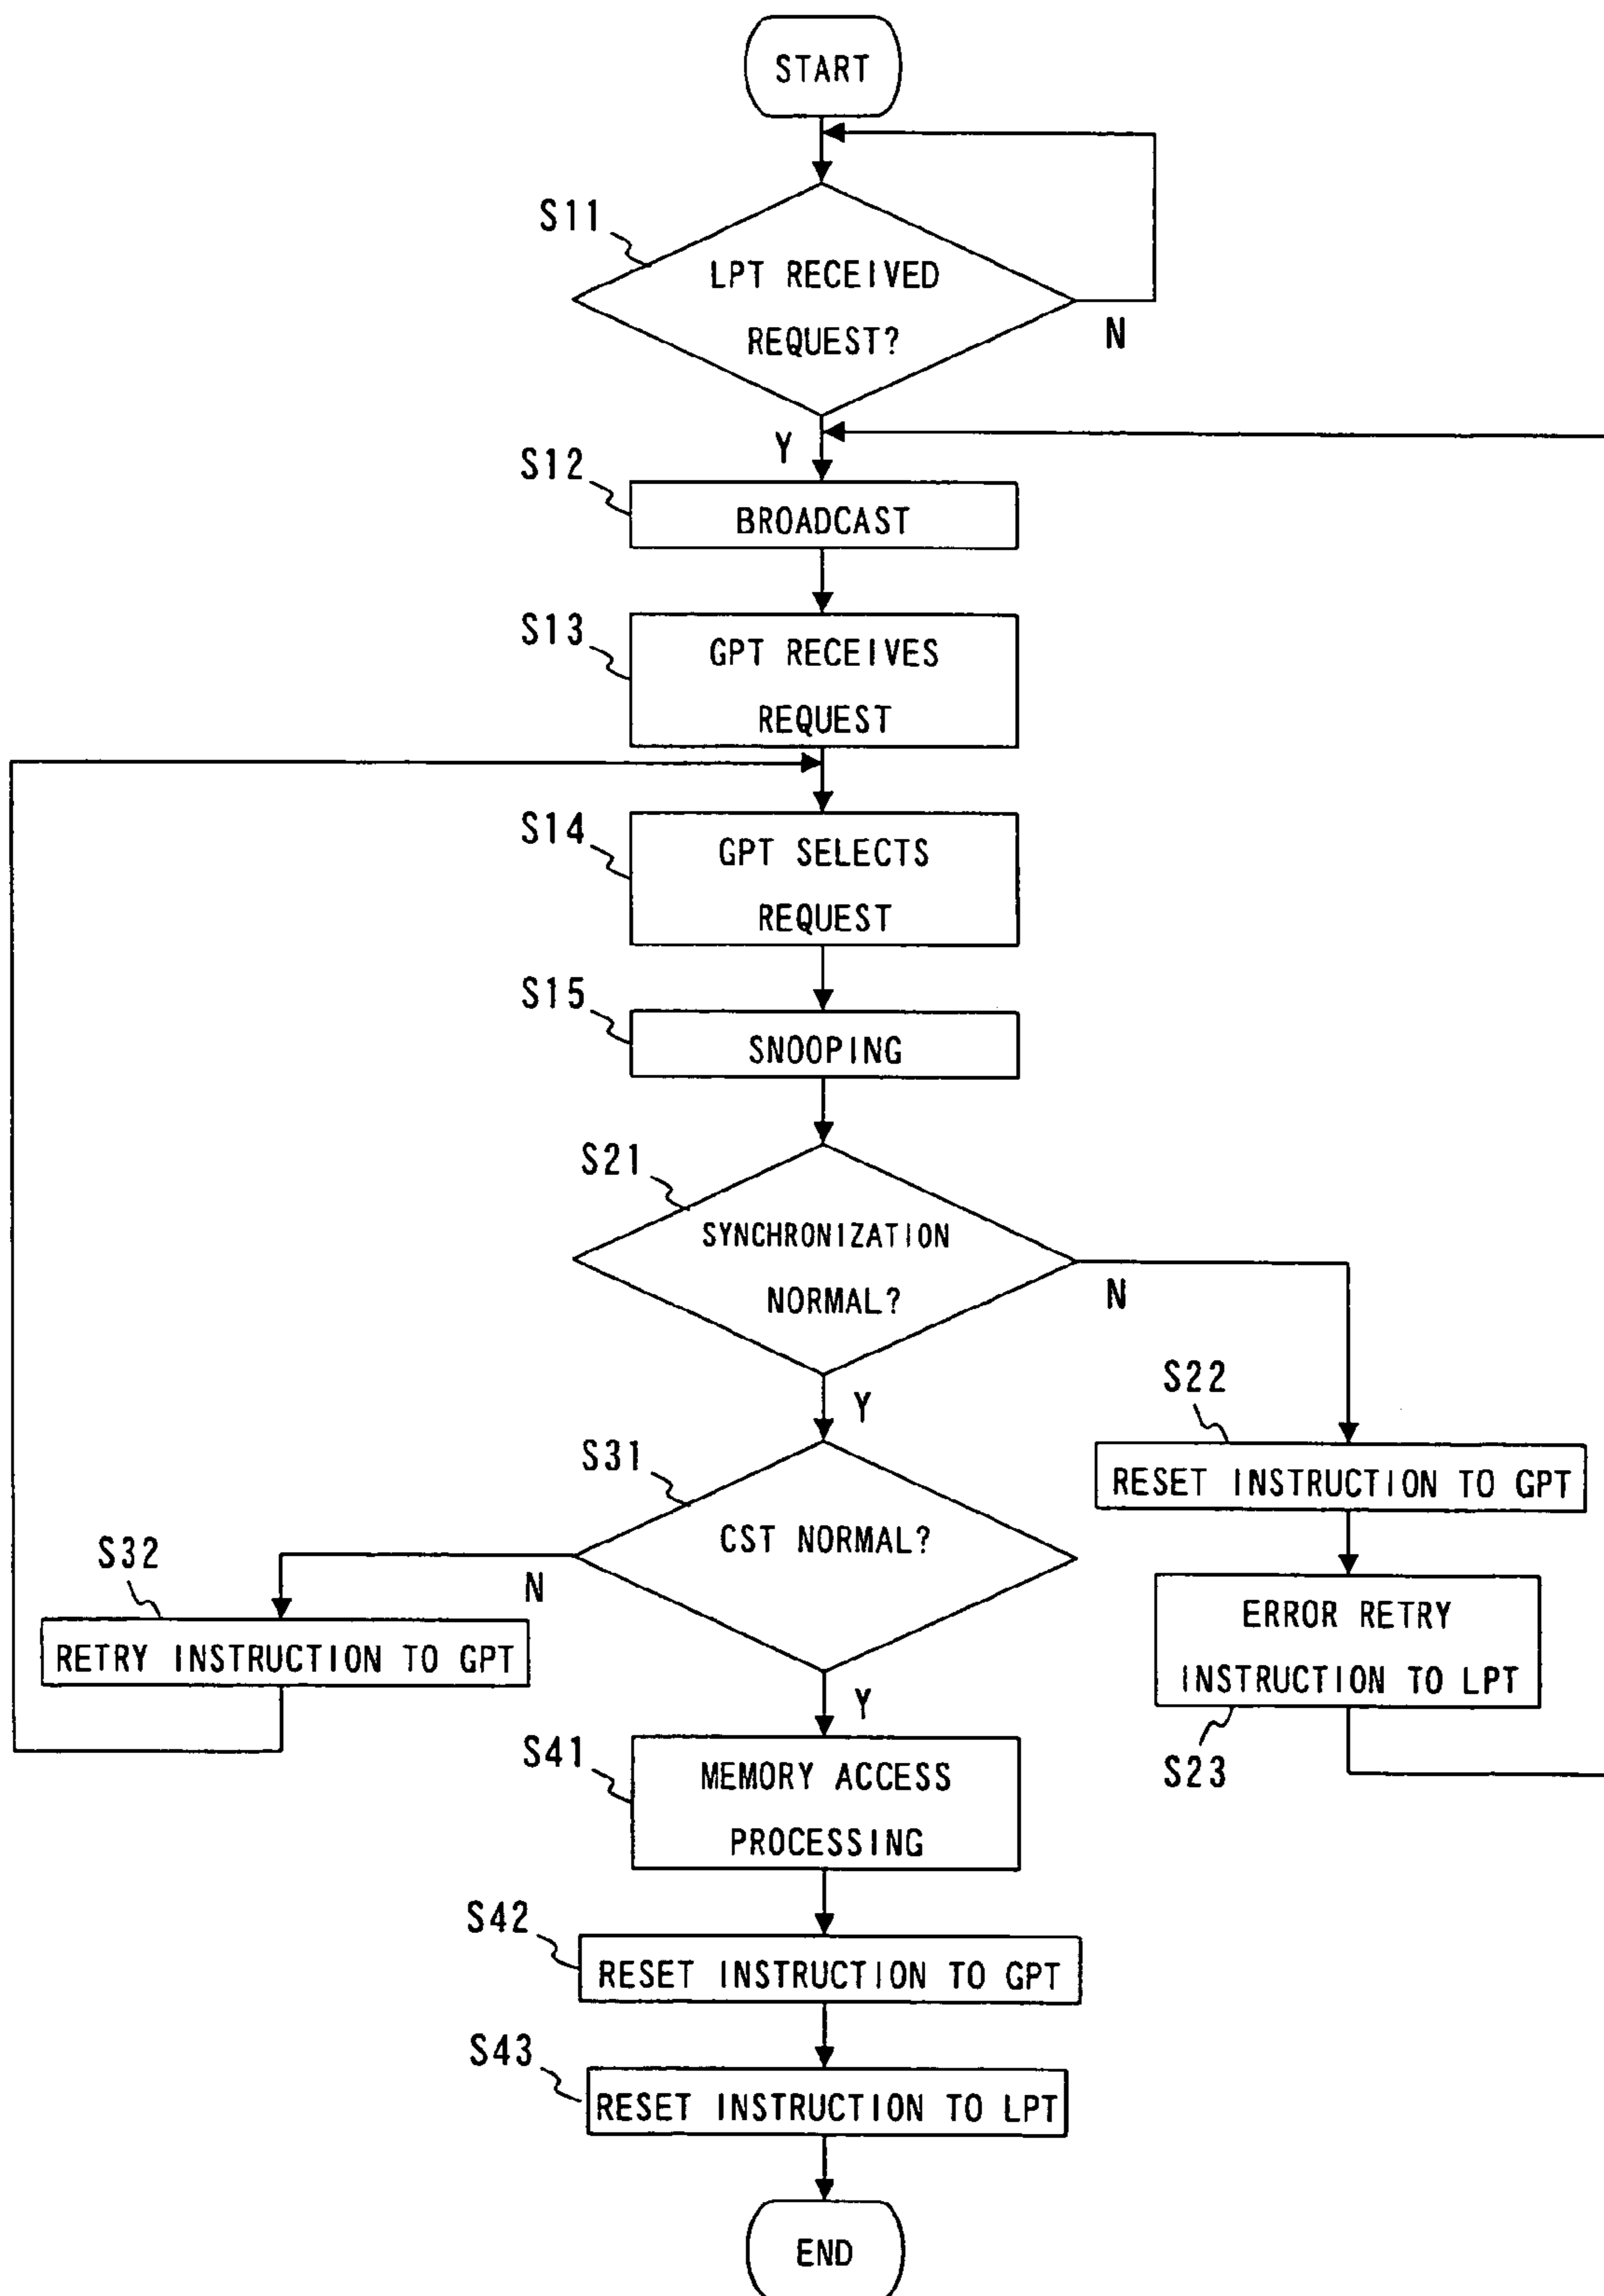 START
S11
LPT RECEIVED
REQUEST?
N
Y
S12
BROADCAST
S13
GPT RECEIVES
REQUEST
S14
GPT SELECTS
REQUEST
S15
SNOOPING
S21
SYNCHRONIZATION
NORMAL?
N
Y
S22
RESET INSTRUCTION TO GPT
S31
CST NORMAL?
N
Y
S32
RETRY INSTRUCTION TO GPT
ERROR RETRY
INSTRUCTION TO LPT
S23
S41
MEMORY ACCESS
PROCESSING
S42
RESET INSTRUCTION TO GPT
S43
RESET INSTRUCTION TO LPT
END